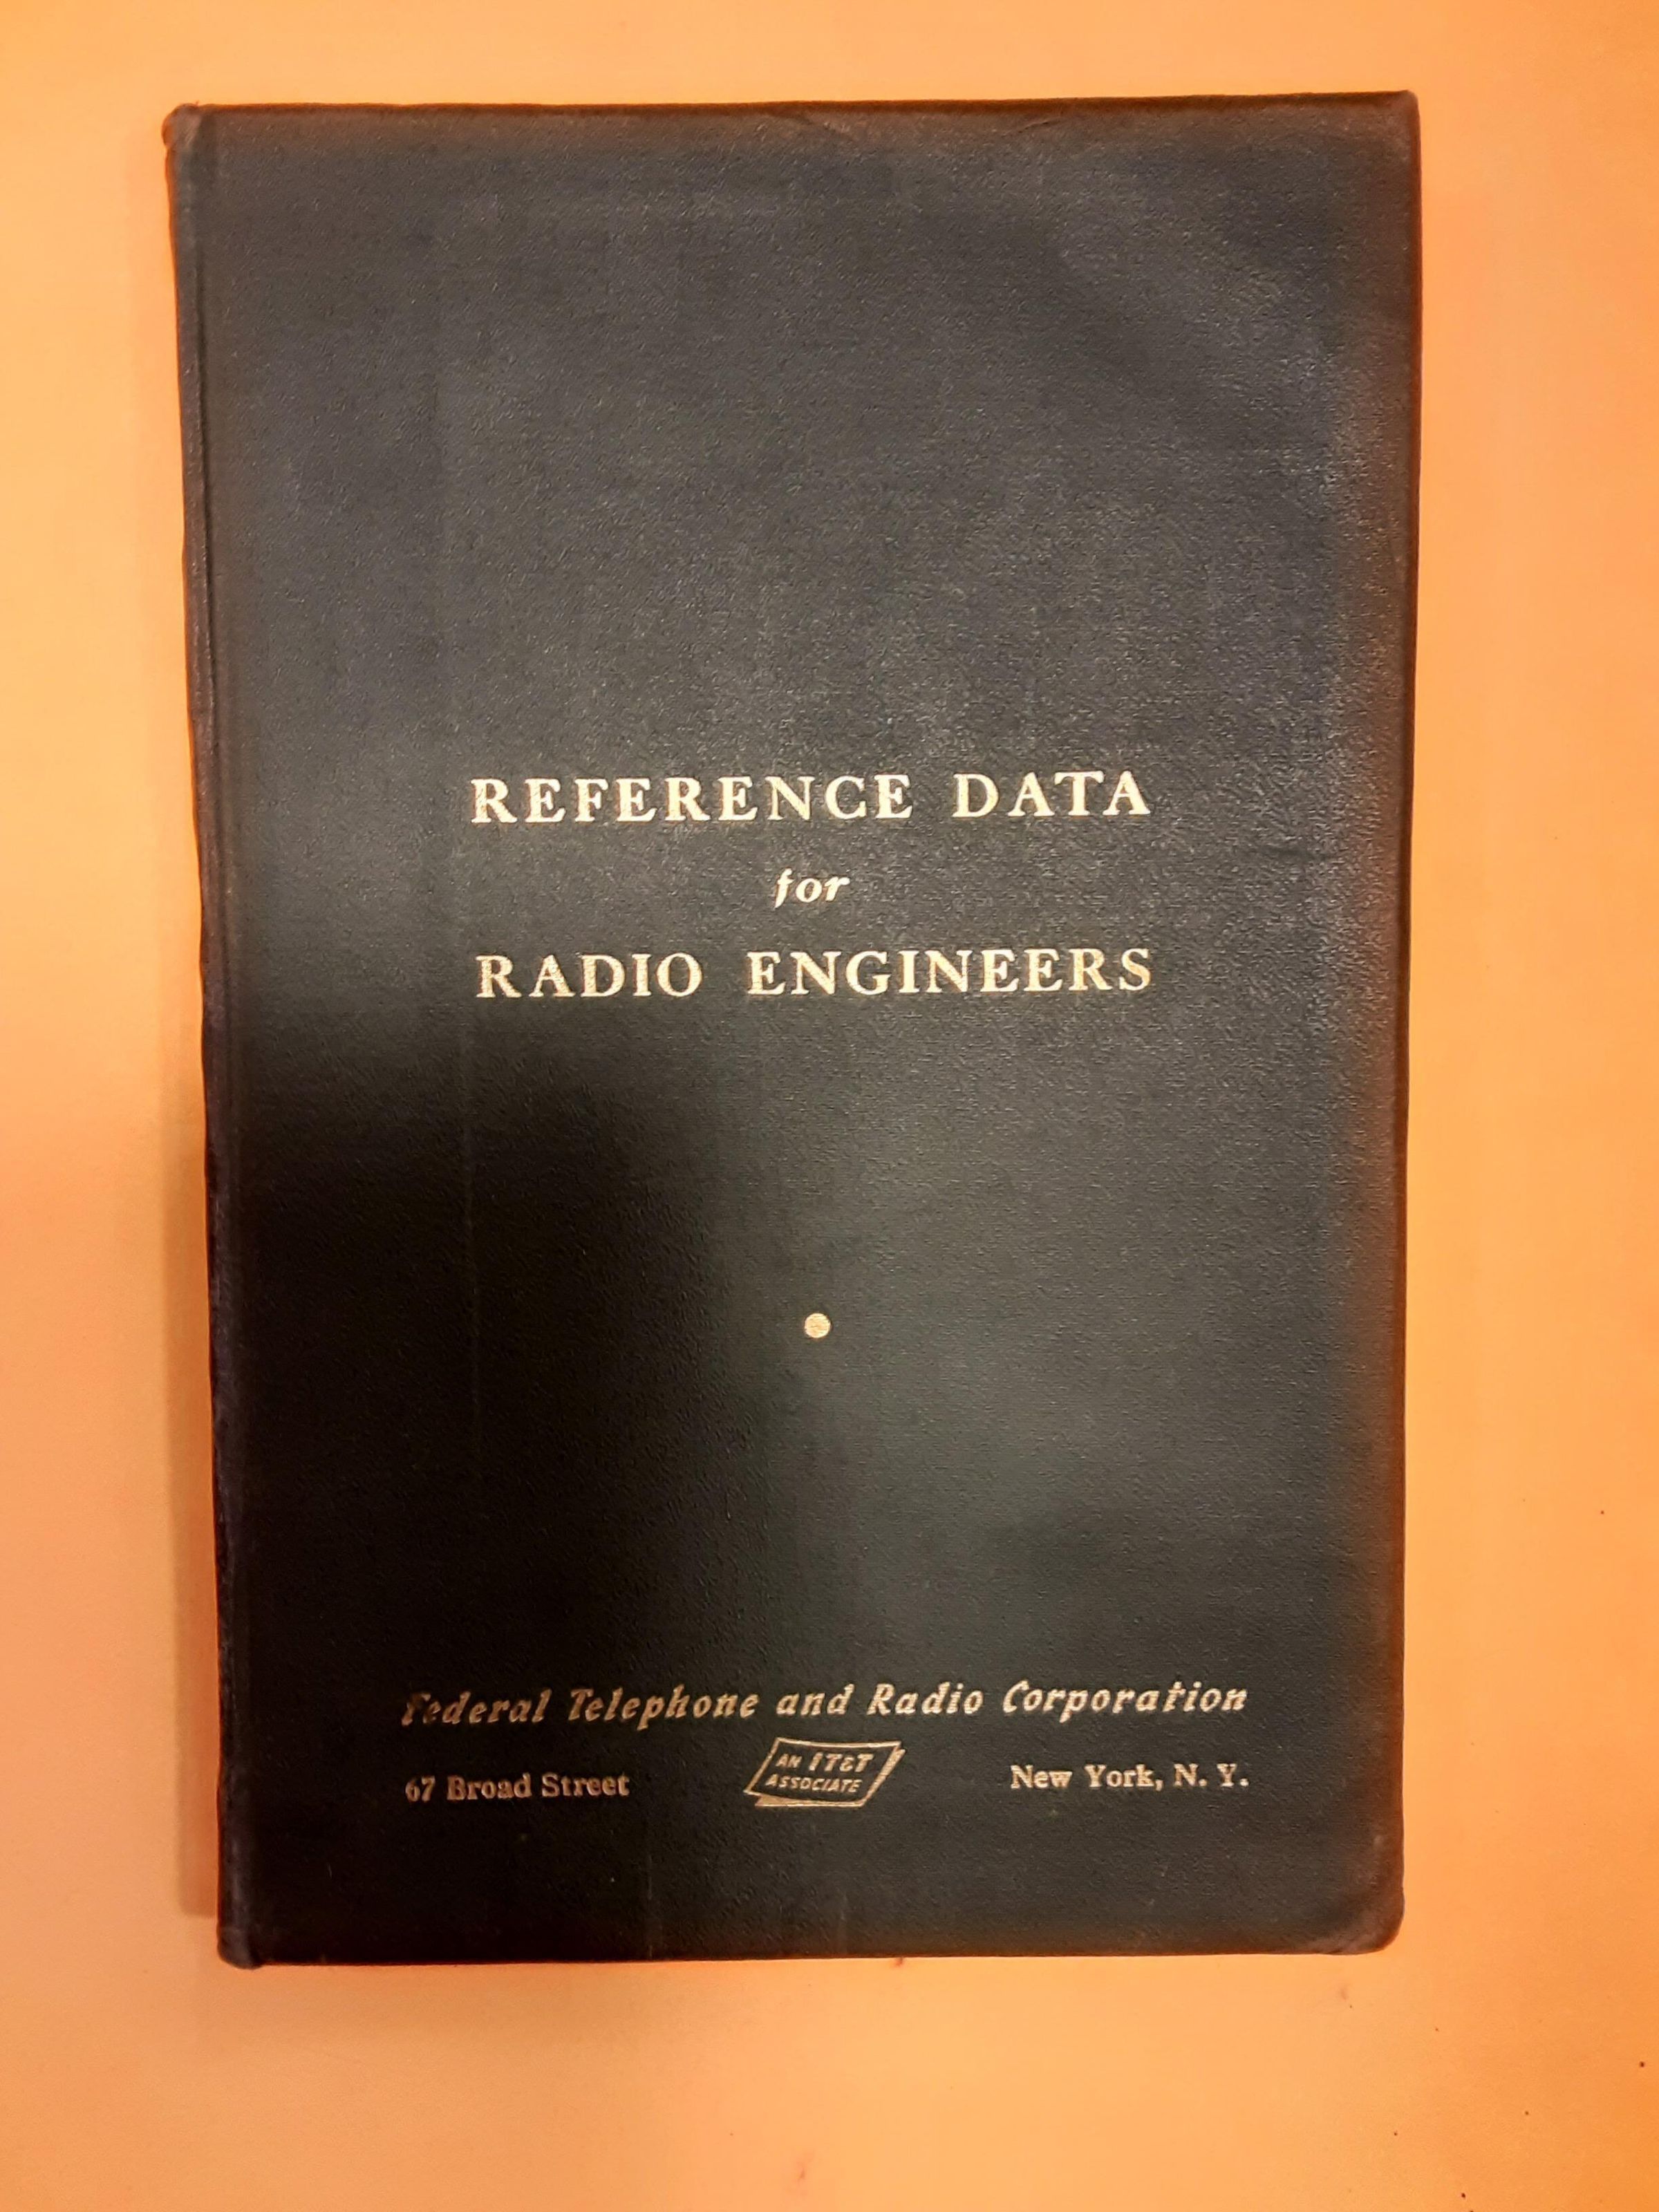 REFERENCE DATA
for
RADIO ENGINEERS
Federal Telephone and Radio Corporation
AN IT&T
ASSOCIATE
67 Broad Street
New York, N. Y.